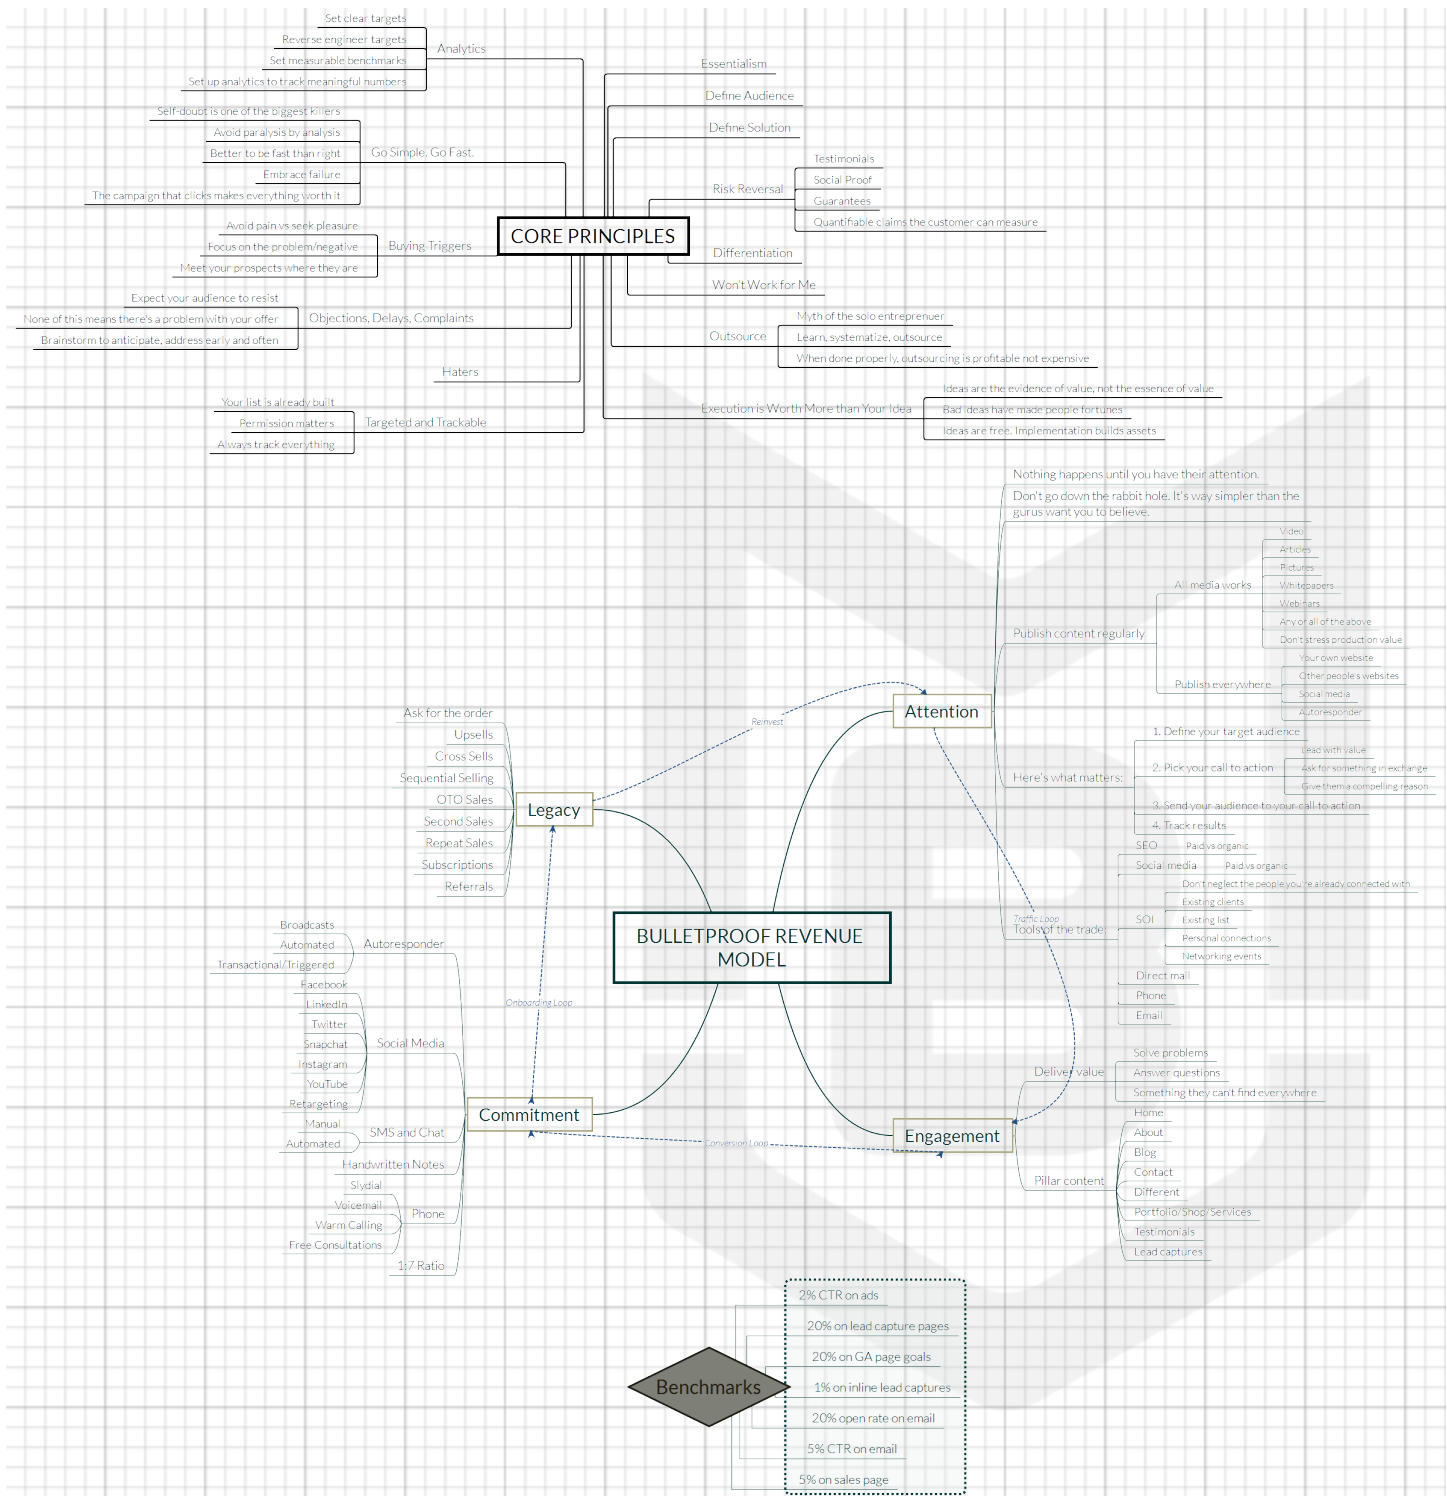 Set clear targets
Reverse engineer targets
Set measurable benchmarks
Set up analytics to track meaningful numbers
Analytics
Self-doubt is one of the biggest killers
Avoid paralysis by analysis
Better to be fast than right
Embrace failure
The campaign that clicks makes everything worth it
Go Simple. Go Fast.
Avoid pain vs seek pleasure
Focus on the problem/negative
Meet your prospects where they are
Buying Triggers
Expect your audience to resist
None of this means there's a problem with your offer
Brainstorm to anticipate, address early and often
Objections, Delays, Complaints
Haters
Your list is already built
Permission matters
Always track everything
Targeted and Trackable
CORE PRINCIPLES
Essentialism
Define Audience
Define Solution
Risk Reversal
Testimonials
Social Proof
Guarantees
Quantifiable claims the customer can measure
Differentiation
Won't Work for Me
Outsource
Myth of the solo entreprenuer
Learn, systematize, outsource
When done properly, outsourcing is profitable not expensive
Execution is Worth More than Your Idea
Ideas are the evidence of value, not the essence of value
Bad ideas have made people fortunes
Ideas are free. Implementation builds assets
Nothing happens until you have their attention.
Don't go down the rabbit hole. It's way simpler than the
gurus want you to believe.
Publish content regularly
All media works
Video
Articles
Pictures
Whitepapers
Webinars
Any or all of the above
Don't stress production value
Publish everywhere
Your own website
Other people's websites
Social media
Autoresponder
Attention
Here's what matters:
1. Define your target audience
2. Pick your call to action
Lead with value
Ask for something in exchange
Give them a compelling reason
3. Send your audience to your call to action
4. Track results
Tools of the trade:
SEO
Paid vs organic
Social media
Paid vs organic
SOI
Don't neglect the people you're already connected with
Existing clients
Existing list
Personal connections
Networking events
Direct mail
Phone
Email
Reinvest
Traffic Loop
Onboarding Loop
Conversion Loop
Ask for the order
Upsells
Cross Sells
Sequential Selling
OTO Sales
Second Sales
Repeat Sales
Subscriptions
Referrals
Legacy
BULLETPROOF REVENUE
MODEL
Broadcasts
Automated
Transactional/Triggered
Autoresponder
Facebook
LinkedIn
Twitter
Snapchat
Instagram
YouTube
Retargeting
Social Media
Manual
Automated
SMS and Chat
Handwritten Notes
Slydial
Voicemail
Warm Calling
Free Consultations
Phone
1:7 Ratio
Commitment
Engagement
Deliver value
Solve problems
Answer questions
Something they can't find everywhere
Pillar content
Home
About
Blog
Contact
Different
Portfolio/Shop/Services
Testimonials
Lead captures
Benchmarks
2% CTR on ads
20% on lead capture pages
20% on GA page goals
1% on inline lead captures
20% open rate on email
5% CTR on email
5% on sales page